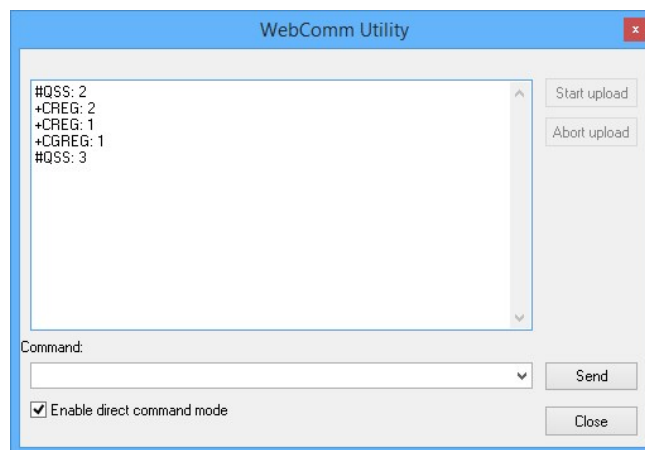 WebComm Utility
x
#QSS: 2
+CREG: 2
+CREG: 1
+CGREG: 1
#QSS: 3
Start upload
Abort upload
Command:
Send
Enable direct command mode
Close